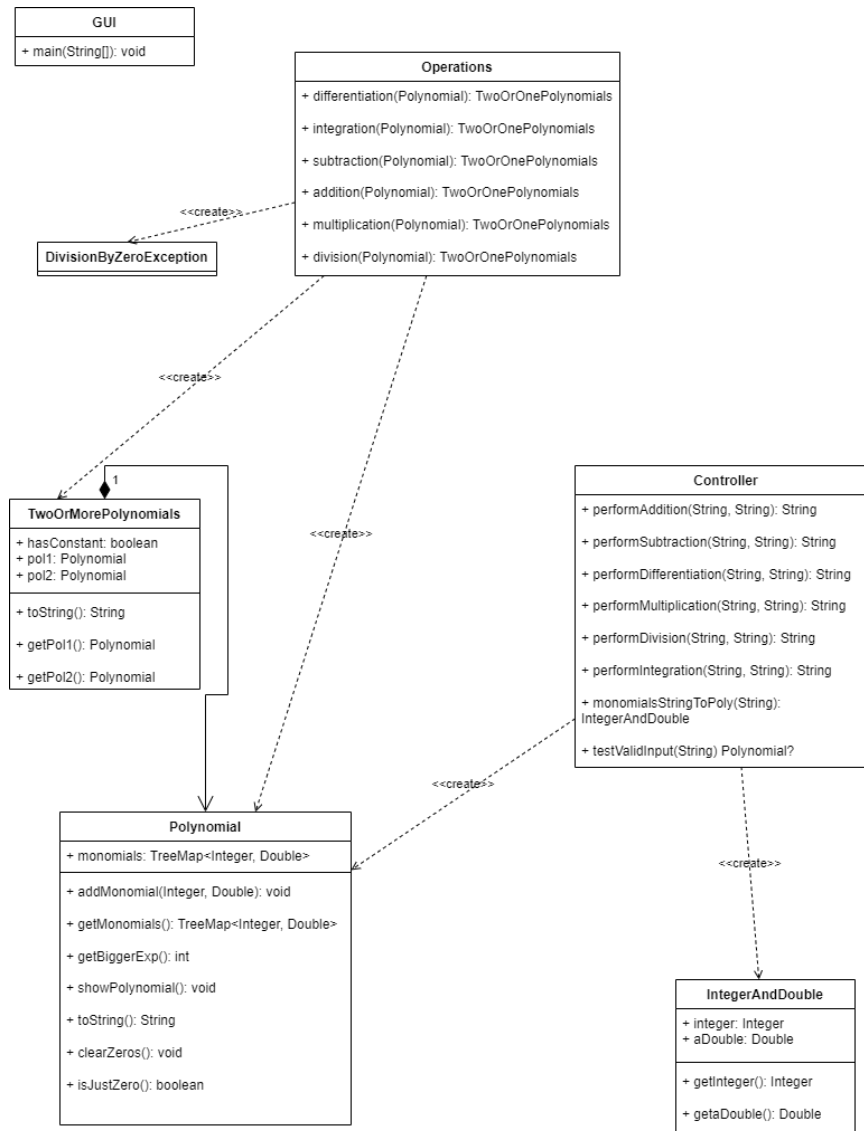 GUI
+ main(String[]): void
Operations
+ differentiation(Polynomial): TwoOrOnePolynomials
+ integration(Polynomial): TwoOrOnePolynomials
+ subtraction(Polynomial): TwoOrOnePolynomials
+ addition(Polynomial): TwoOrOnePolynomials
+ multiplication(Polynomial): TwoOrOnePolynomials
+ division(Polynomial): TwoOrOnePolynomials
<<create>>
DivisionByZeroException
<<create>>
<<create>>
1
TwoOrMorePolynomials
+ hasConstant: boolean
+ pol1: Polynomial
+ pol2: Polynomial
+ toString(): String
+ getPol1(): Polynomial
+ getPol2(): Polynomial
Controller
+ performAddition(String, String): String
+ performSubtraction(String, String): String
+ performDifferentiation(String, String): String
+ performMultiplication(String, String): String
+ performDivision(String, String): String
+ performIntegration(String, String): String
+ monomialsStringToPoly(String):
IntegerAndDouble
+ testValidInput(String) Polynomial?
<<create>>
<<create>>
Polynomial
+ monomials: TreeMap<Integer, Double>
+ addMonomial(Integer, Double): void
+ getMonomials(): TreeMap<Integer, Double>
+ getBiggerExp(): int
+ showPolynomial(): void
+ toString(): String
+ clearZeros(): void
+ isJustZero(): boolean
IntegerAndDouble
+ integer: Integer
+ aDouble: Double
+ getInteger(): Integer
+ getaDouble(): Double